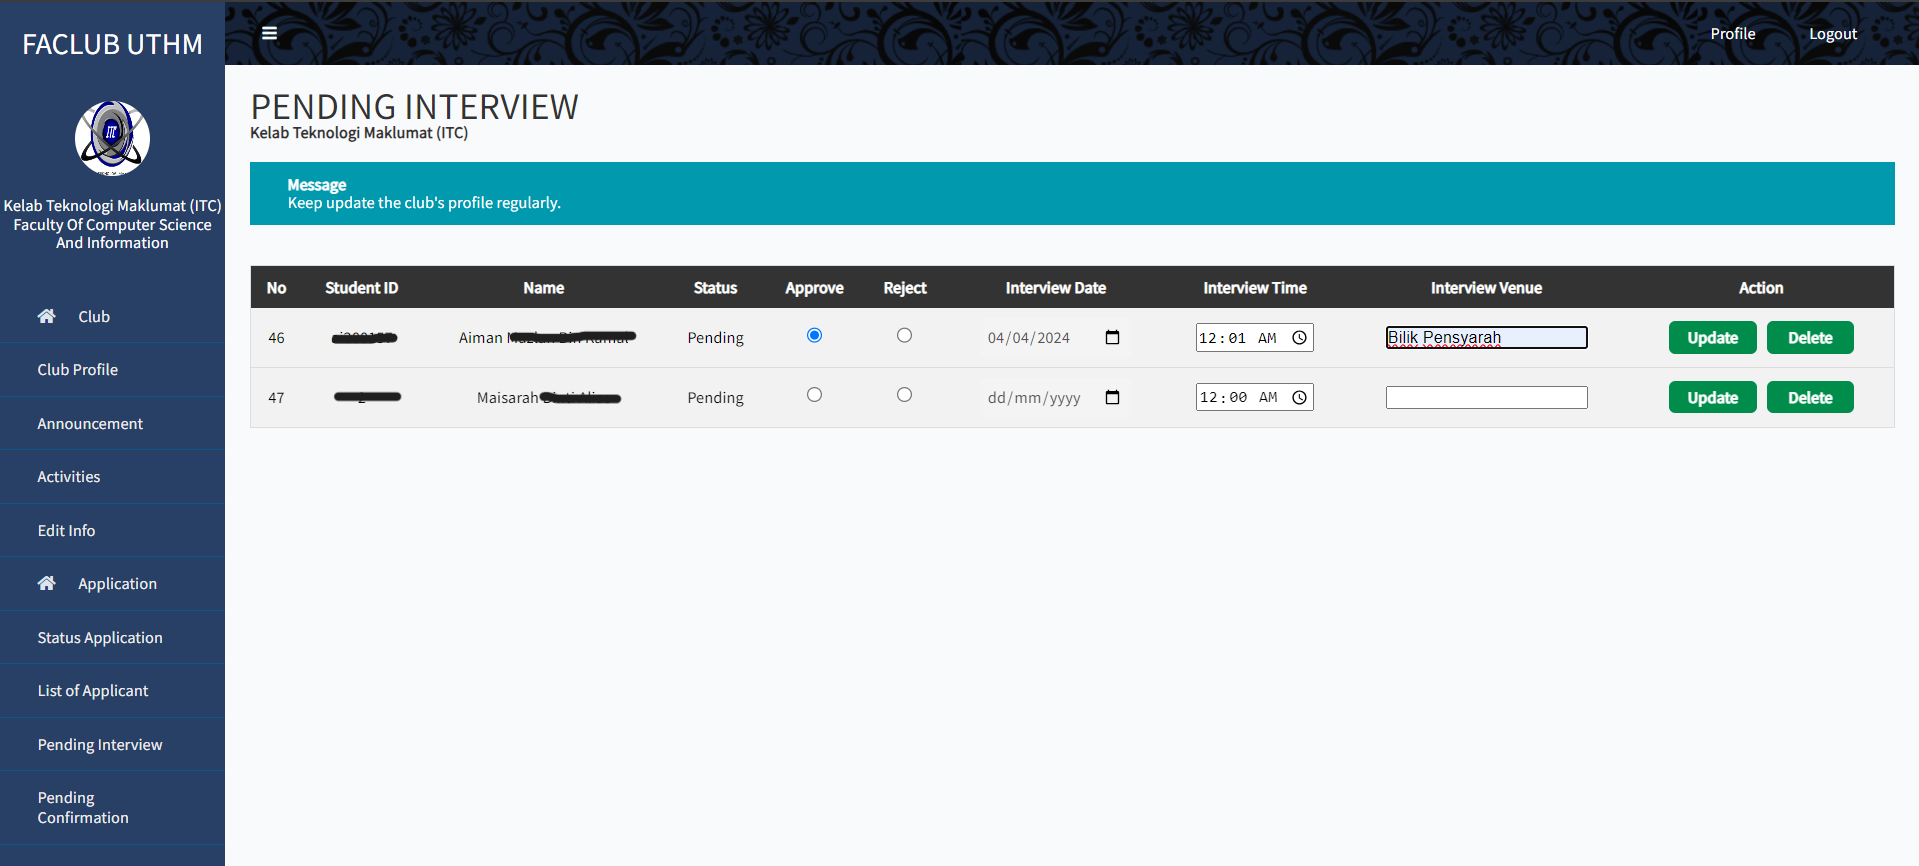 FACLUB UTHM
Profile
Logout
ITC
Kelab Teknologi Maklumat (ITC)
Faculty Of Computer Science
And Information
Club
Club Profile
Announcement
Activities
Edit Info
Application
Status Application
List of Applicant
Pending Interview
Pending
Confirmation
PENDING INTERVIEW
Kelab Teknologi Maklumat (ITC)
Message
Keep update the club's profile regularly.
No Student ID Name Status Approve Reject Interview Date Interview Time Interview Venue Action
46 Aiman Pending 04/04/2024 12:01 AM Bilik Pensyarah Update Delete
47 Maisarah Pending dd/mm/yyyy 12:00 AM Update Delete